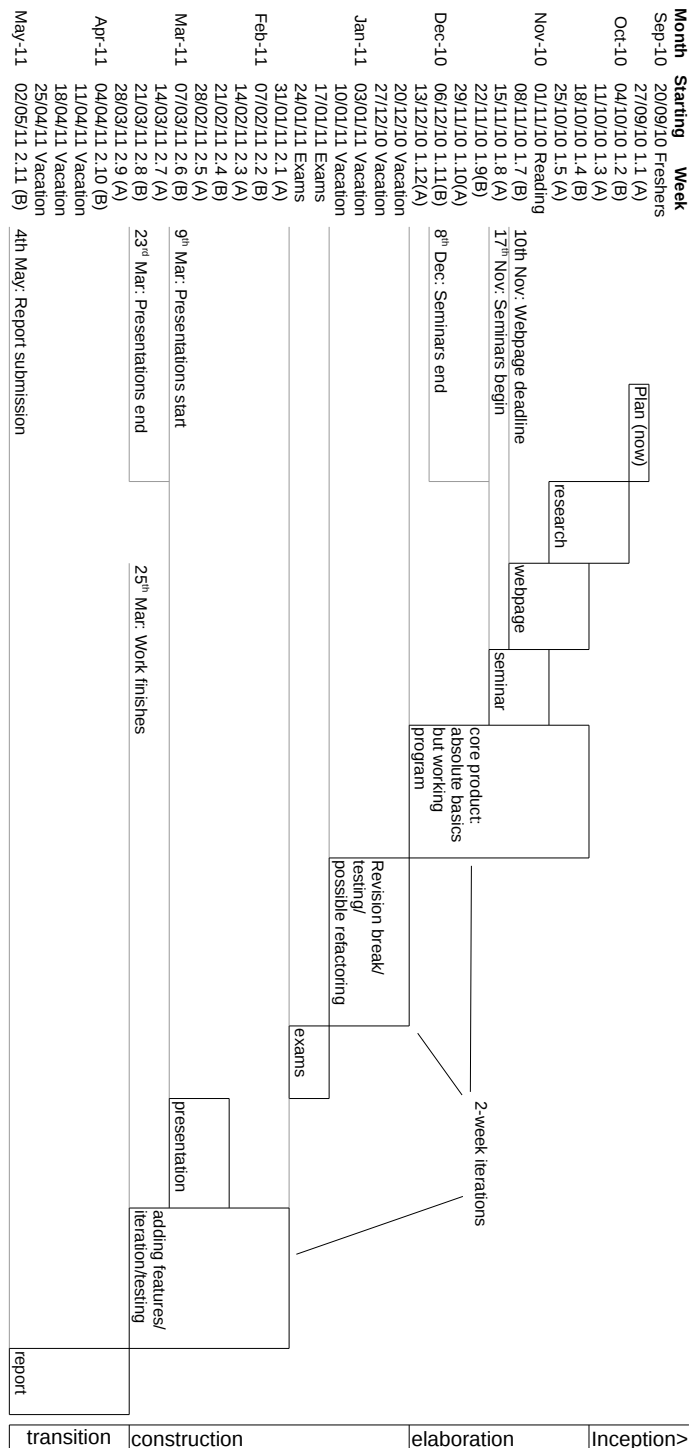 Month Starting Week
Sep-10 20/09/10 Freshers
27/09/10 1.1 (A)
Oct-10 04/10/10 1.2 (B)
11/10/10 1.3 (A)
18/10/10 1.4 (B)
25/10/10 1.5 (A)
Nov-10 01/11/10 Reading
08/11/10 1.7 (B)
15/11/10 1.8 (A)
22/11/10 1.9(B)
29/11/10 1.10(A)
Dec-10 06/12/10 1.11(B)
13/12/10 1.12(A)
20/12/10 Vacation
27/12/10 Vacation
Jan-11 03/01/11 Vacation
10/01/11 Vacation
17/01/11 Exams
24/01/11 Exams
31/01/11 2.1 (A)
Feb-11 07/02/11 2.2 (B)
14/02/11 2.3 (A)
21/02/11 2.4 (B)
28/02/11 2.5 (A)
Mar-11 07/03/11 2.6 (B)
14/03/11 2.7 (A)
21/03/11 2.8 (B)
28/03/11 2.9 (A)
Apr-11 04/04/11 2.10 (B)
11/04/11 Vacation
18/04/11 Vacation
25/04/11 Vacation
May-11 02/05/11 2.11 (B)
10th Nov: Webpage deadline
17th Nov: Seminars begin
8th Dec: Seminars end
9th Mar: Presentations start
23rd Mar: Presentations end
4th May: Report submission
Plan (now)
research
webpage
25th Mar: Work finishes
seminar
core product:
absolute basics
but working
program
Revision break/
testing/
possible refactoring
exams
2-week iterations
presentation
adding features/
iteration/testing
report
Inception>
elaboration
construction
transition